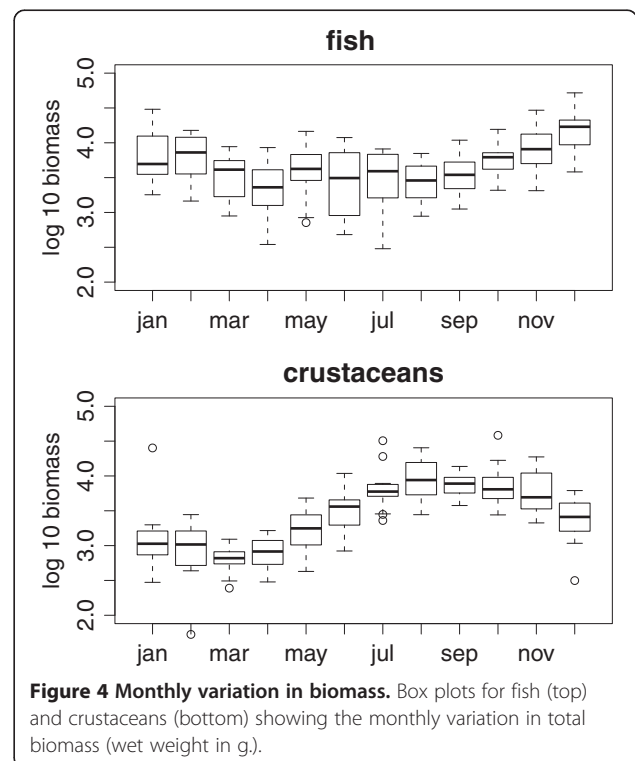 fish
log 10 biomass
5.0
4.0
3.0
2.0
jan mar may jul sep nov
crustaceans
log 10 biomass
5.0
4.0
3.0
2.0
jan mar may jul sep nov
Figure 4 Monthly variation in biomass. Box plots for fish (top)
and crustaceans (bottom) showing the monthly variation in total
biomass (wet weight in g.).